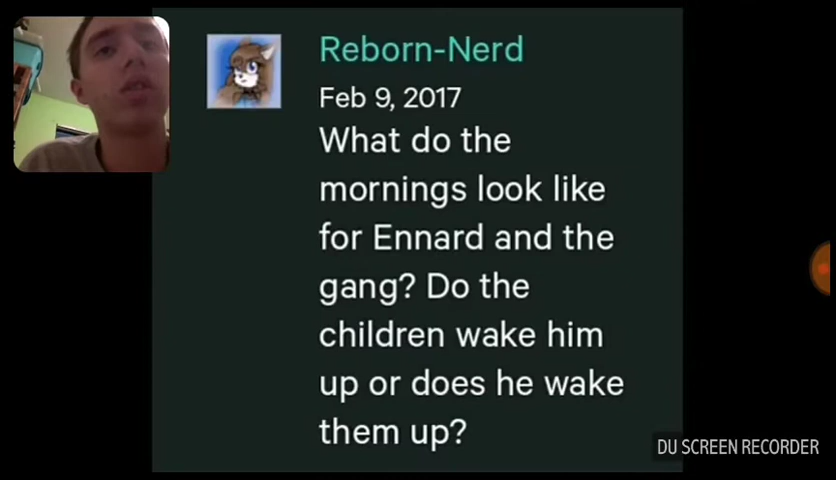 Reborn-Nerd
Feb 9, 2017
What do the
mornings look like
for Ennard and the
gang? Do the
children wake him
up or does he wake
them up?
DU SCREEN RECORDER